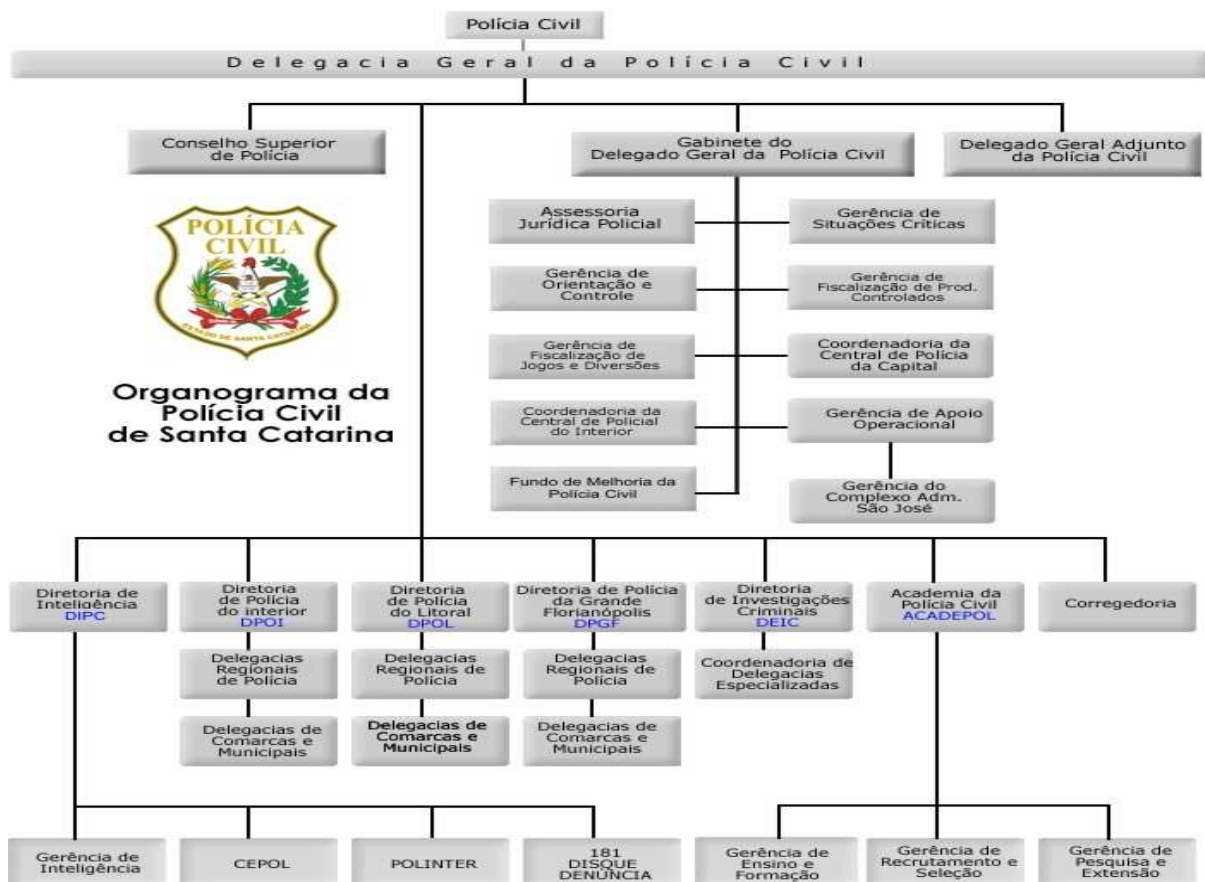 Polícia Civil
Delegacia Geral da Polícia Civil
Conselho Superior
de Polícia
Gabinete do
Delegado Geral da Polícia Civil
Delegado Geral Adjunto
da Polícia Civil
POLÍCIA
CIVIL
ESTADO DE SANTA CATARINA
Organograma da
Polícia Civil
de Santa Catarina
Assessoria
Jurídica Policial
Gerência de
Situações Críticas
Gerência de
Orientação e
Controle
Gerência de
Fiscalização de Prod.
Controlados
Gerência de
Fiscalização de
Jogos e Diversões
Coordenadoria da
Central de Polícia
da Capital
Coordenadoria da
Central de Policial
do Interior
Gerência de Apoio
Operacional
Fundo de Melhoria da
Polícia Civil
Gerência do
Complexo Adm.
São José
Diretoria de
Inteligência
DIPC
Diretoria
de Polícia
do interior
DPOI
Diretoria
de Polícia
do Litoral
DPOL
Diretoria de Polícia
da Grande
Florianópolis
DPGF
Diretoria
de Investigações
Criminais
DEIC
Academia da
Polícia Civil
ACADEPOL
Corregedoria
Delegacias
Regionais
de Polícia
Delegacias
Regionais de
Polícia
Delegacias
Regionais de
Polícia
Coordenadoria de
Delegacias
Especializadas
Delegacias de
Comarcas e
Municipais
Delegacias de
Comarcas e
Municipais
Delegacias de
Comarcas e
Municipais
Gerência de
Inteligência
CEPOL
POLINTER
181
DISQUE
DENÚNCIA
Gerência de
Ensino e
Formação
Gerência de
Recrutamento e
Seleção
Gerência de
Pesquisa e
Extensão